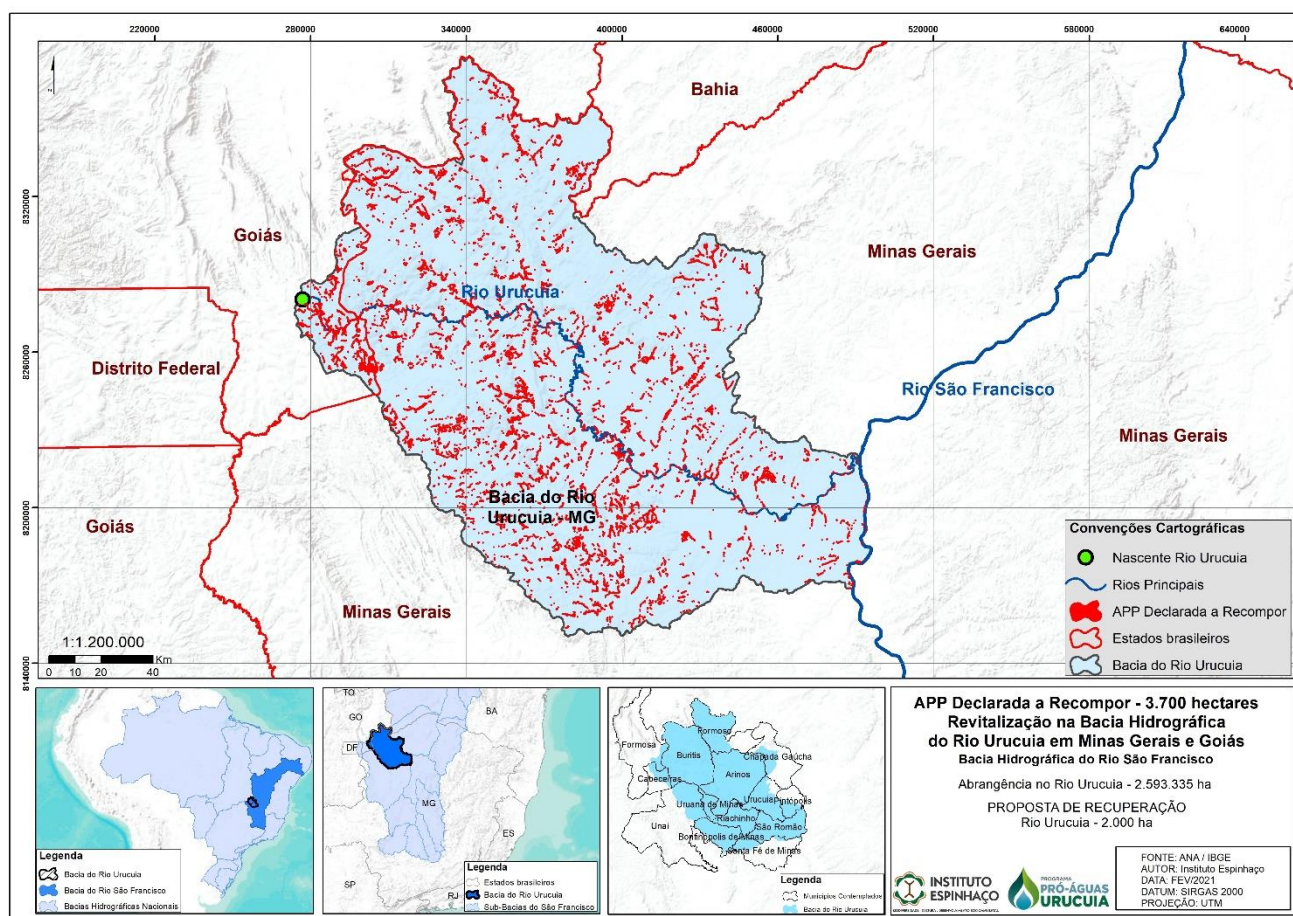 220000 280000 340000 400000 460000 520000 580000 640000
8320000
8260000
8200000
8140000
Bahia
Goiás
Minas Gerais
Rio Urucuia
Distrito Federal
Rio São Francisco
Minas Gerais
Bacia do Rio
Urucuia - MG
Goiás
Minas Gerais
1:1.200.000
Km
0 10 20 40
Convenções Cartográficas
Nascente Rio Urucuia
Rios Principais
APP Declarada a Recompor
Estados brasileiros
Bacia do Rio Urucuia
Legenda
Bacia do Rio Urucuia
Bacia do Rio São Francisco
Bacias Hidrográficas Nacionais
TO
GO
BA
DF
MG
ES
SP
RJ
Legenda
Estados brasileiros
Bacia do Rio Urucuia
Sub-Bacias do São Francisco
Formoso
Formosa
Buritis
Chapada Gaúcha
Cabeceiras
Arinos
Uruana de Minas
Urucuia
Pintópolis
Riachinho
Unaí
São Romão
Bonfinópolis de Minas
Santa Fé de Minas
Legenda
Municípios Contemplados
Bacia do Rio Urucuia
APP Declarada a Recompor - 3.700 hectares
Revitalização na Bacia Hidrográfica
do Rio Urucuia em Minas Gerais e Goiás
Bacia Hidrográfica do Rio São Francisco
Abrangência no Rio Urucuia - 2.593.335 ha
PROPOSTA DE RECUPERAÇÃO
Rio Urucuia - 2.000 ha
INSTITUTO
ESPINHAÇO
PROGRAMA
PRÓ-ÁGUAS
URUCUIA
FONTE: ANA / IBGE
AUTOR: Instituto Espinhaço
DATA: FEV/2021
DATUM: SIRGAS 2000
PROJEÇÃO: UTM